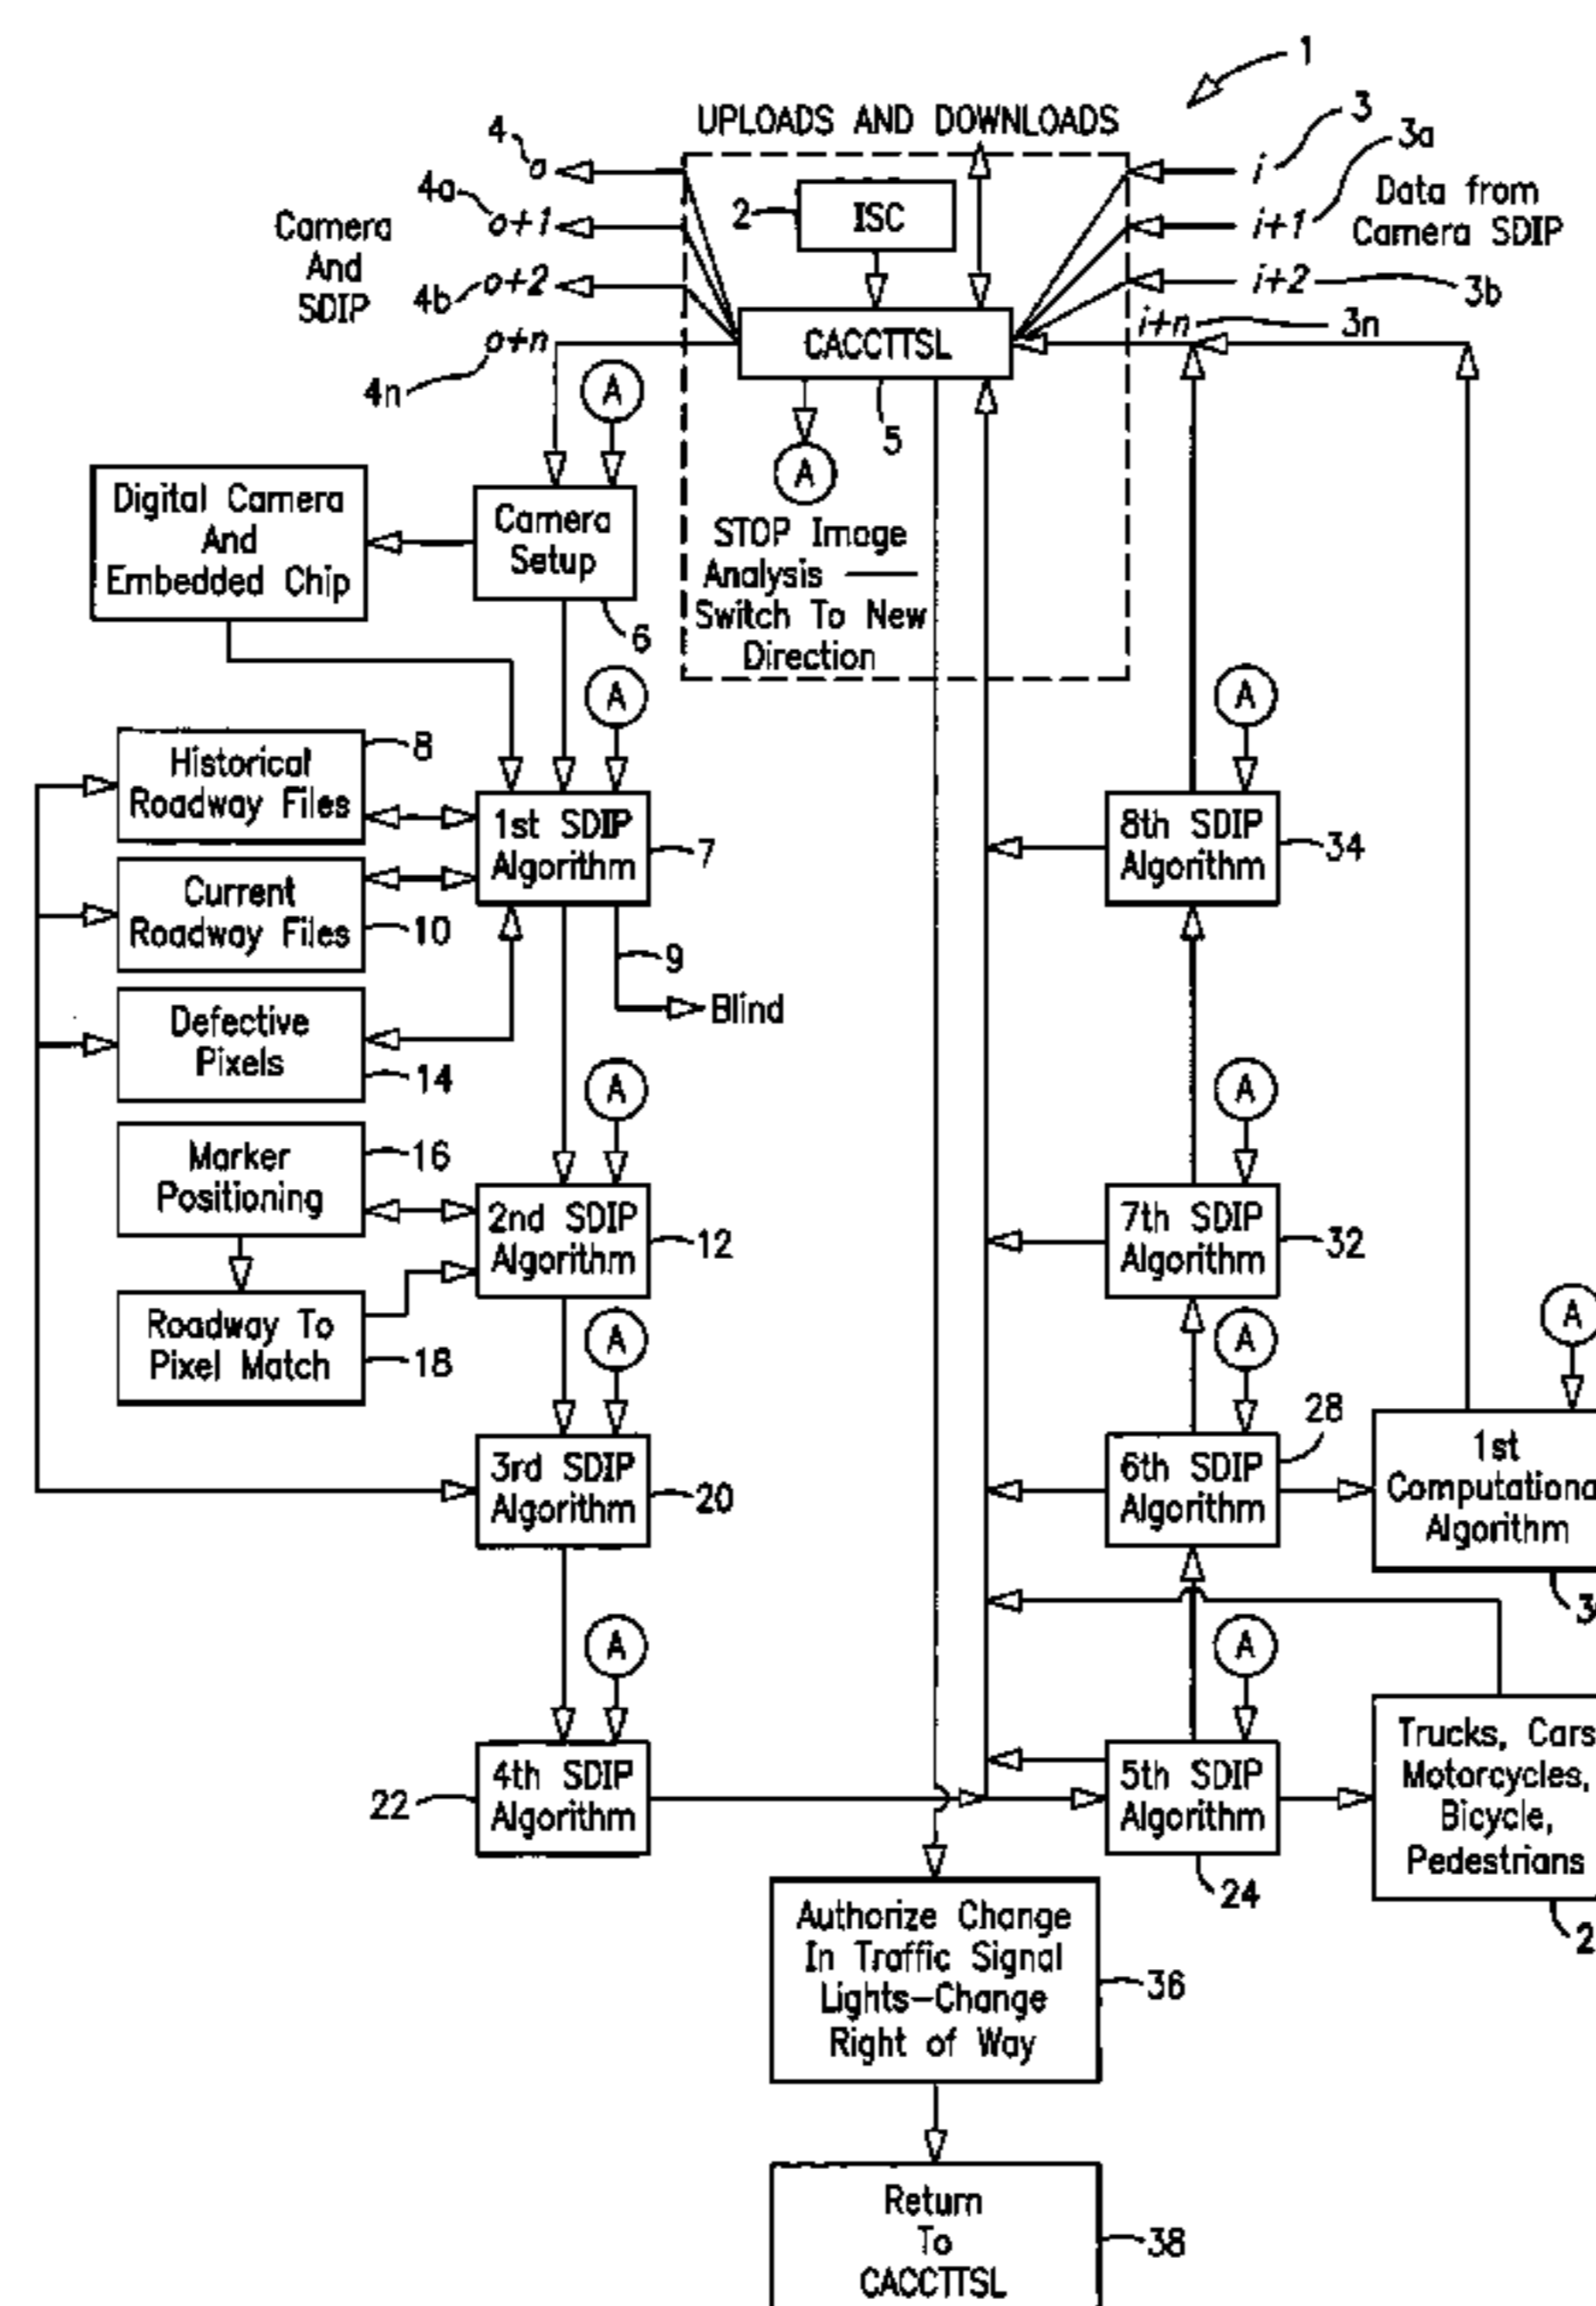 1
UPLOADS AND DOWNLOADS
4
o
4a
o+1
Camera
And
SDIP
4b
o+2
o+n
4n
2
ISC
CACCTTSL
5
3
i
3a
i+1
Data from
Camera SDIP
i+2
3b
i+n
3n
A
A
STOP Image
Analysis —
Switch To New
Direction
Digital Camera
And
Embedded Chip
Camera
Setup
6
A
A
Historical
Roadway Files
8
1st SDIP
Algorithm
7
8th SDIP
Algorithm
34
Current
Roadway Files
10
9
Blind
Defective
Pixels
14
A
A
Marker
Positioning
16
2nd SDIP
Algorithm
12
7th SDIP
Algorithm
32
Roadway To
Pixel Match
18
A
A
A
3rd SDIP
Algorithm
20
6th SDIP
Algorithm
28
1st
Computationa
Algorithm
3
A
A
4th SDIP
Algorithm
22
5th SDIP
Algorithm
24
Trucks, Cars
Motorcycles,
Bicycle,
Pedestrians
2
Authorize Change
In Traffic Signal
Lights-Change
Right of Way
36
Return
To
CACCTTSL
38